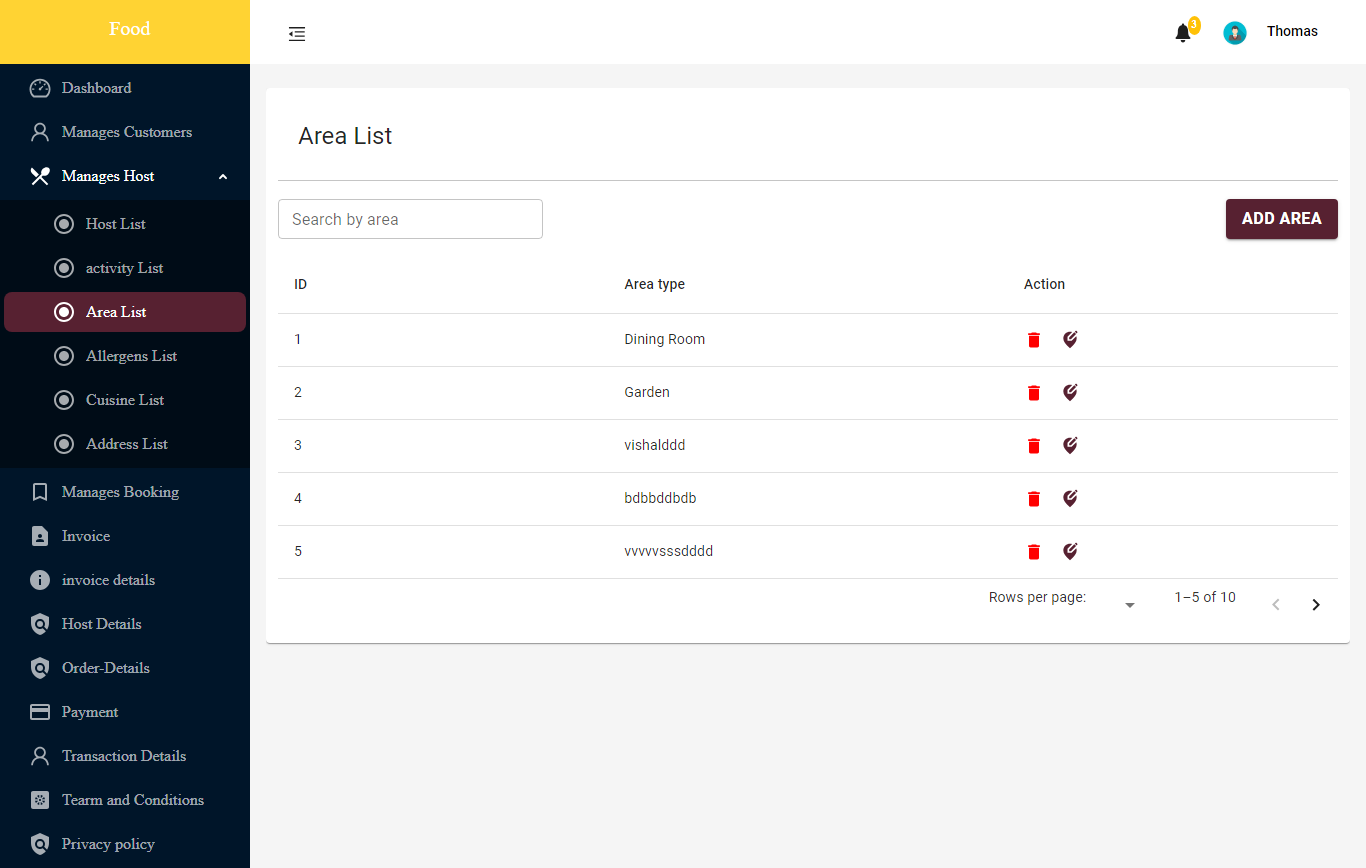 Food
3
Thomas
Dashboard
Manages Customers
Manages Host
Host List
activity List
Area List
Allergens List
Cuisine List
Address List
Manages Booking
Invoice
invoice details
Host Details
Order-Details
Payment
Transaction Details
Tearm and Conditions
Privacy policy
Area List
Search by area
ADD AREA
ID Area type Action
1 Dining Room
2 Garden
3 vishalddd
4 bdbbddbdb
5 vvvvvsssdddd
Rows per page: 1–5 of 10